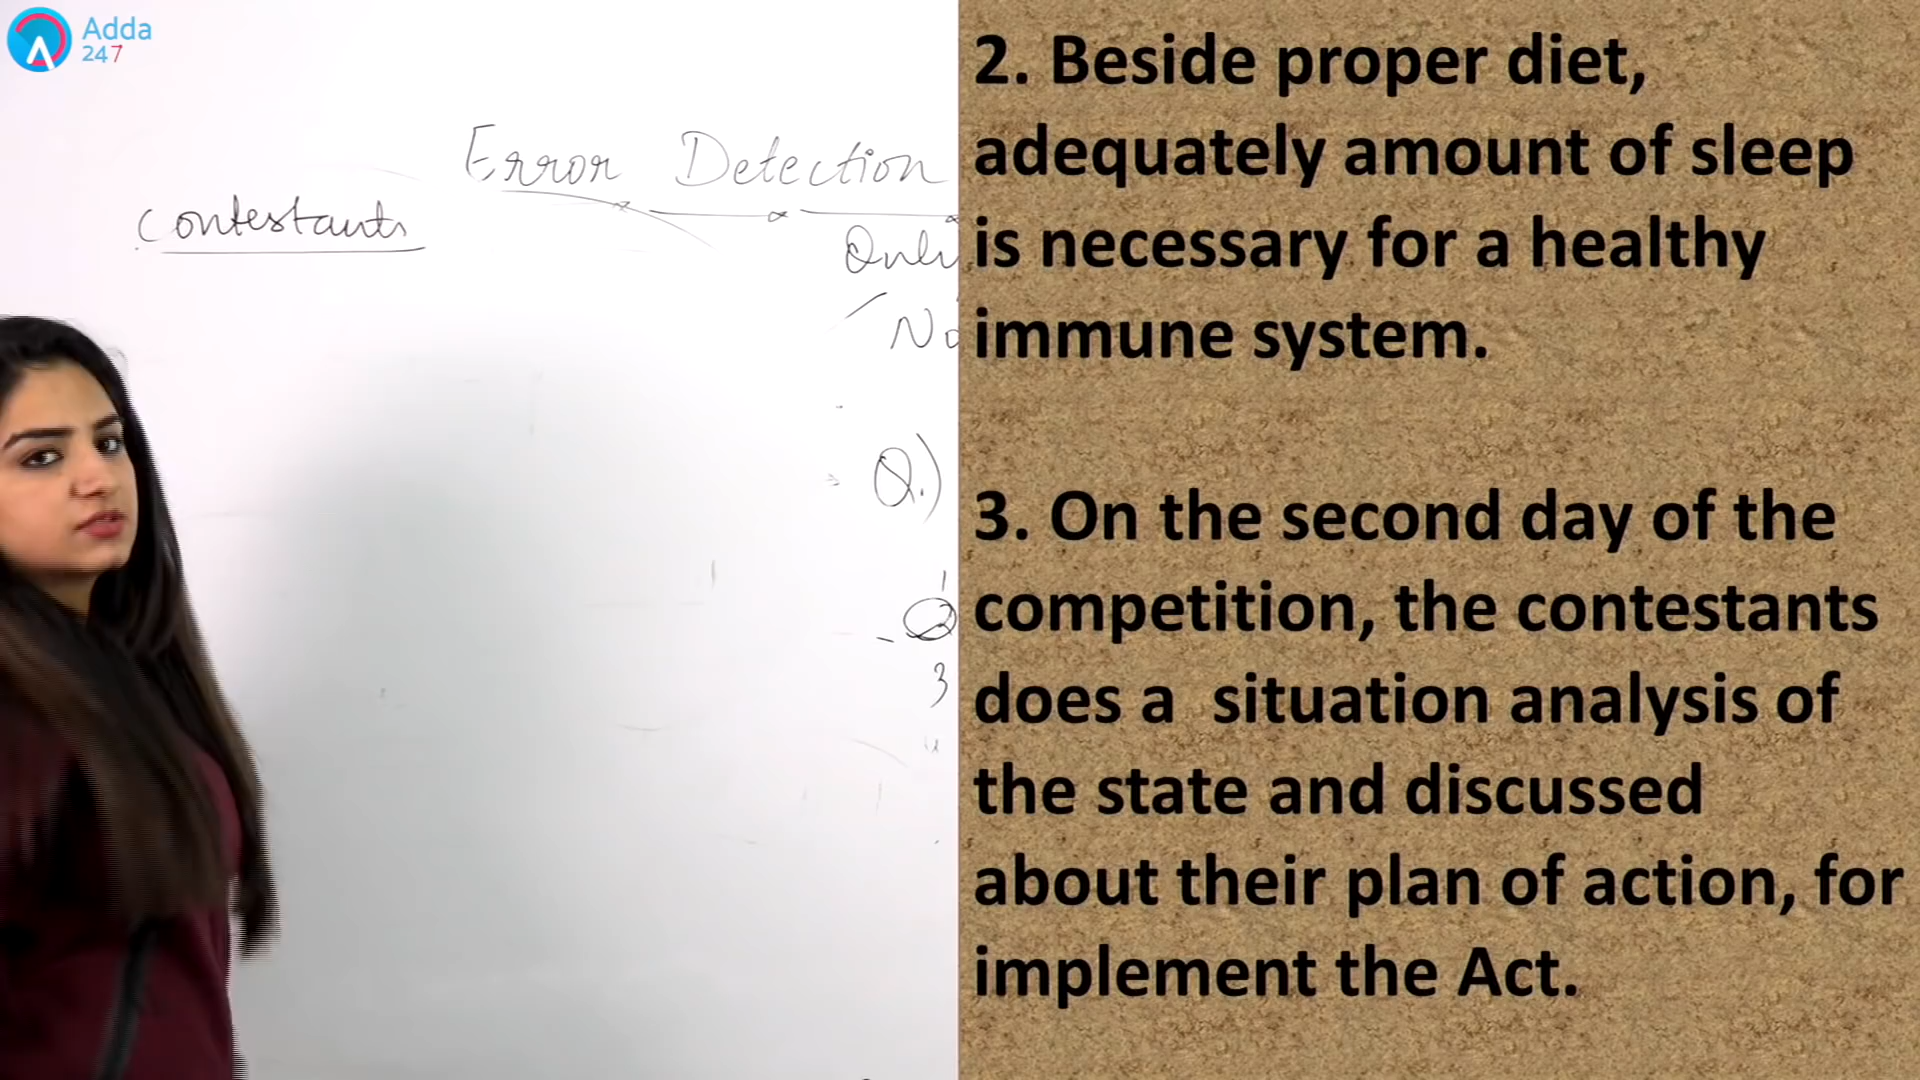 Adda
247
Error Detection
Contestants
Q.)
3
2. Beside proper diet,
adequately amount of sleep
is necessary for a healthy
immune system.
3. On the second day of the
competition, the contestants
does a situation analysis of
the state and discussed
about their plan of action, for
implement the Act.